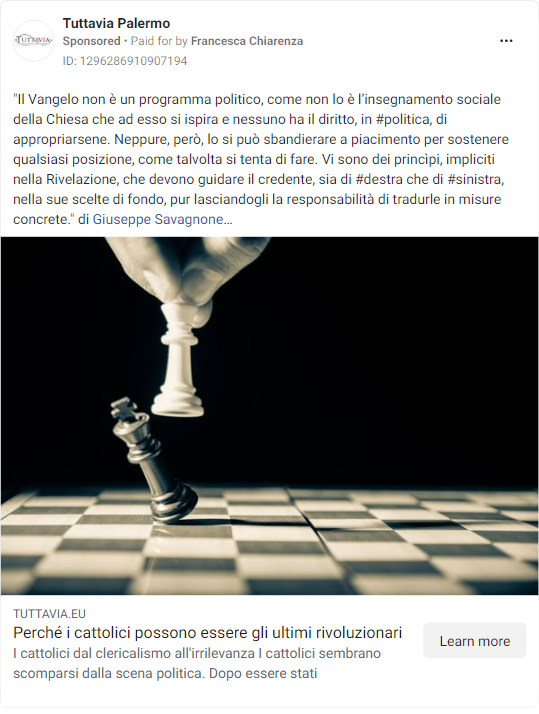 TUTTAVIA
Tuttavia Palermo
Sponsored • Paid for by Francesca Chiarenza
ID: 1296286910907194
"Il Vangelo non è un programma politico, come non lo è l'insegnamento sociale
della Chiesa che ad esso si ispira e nessuno ha il diritto, in #politica, di
appropriarsene. Neppure, però, lo si può sbandierare a piacimento per sostenere
qualsiasi posizione, come talvolta si tenta di fare. Vi sono dei princìpi, impliciti
nella Rivelazione, che devono guidare il credente, sia di #destra che di #sinistra,
nella sue scelte di fondo, pur lasciandogli la responsabilità di tradurle in misure
concrete." di Giuseppe Savagnone...
TUTTAVIA.EU
Perché i cattolici possono essere gli ultimi rivoluzionari
I cattolici dal clericalismo all'irrilevanza I cattolici sembrano
scomparsi dalla scena politica. Dopo essere stati
Learn more